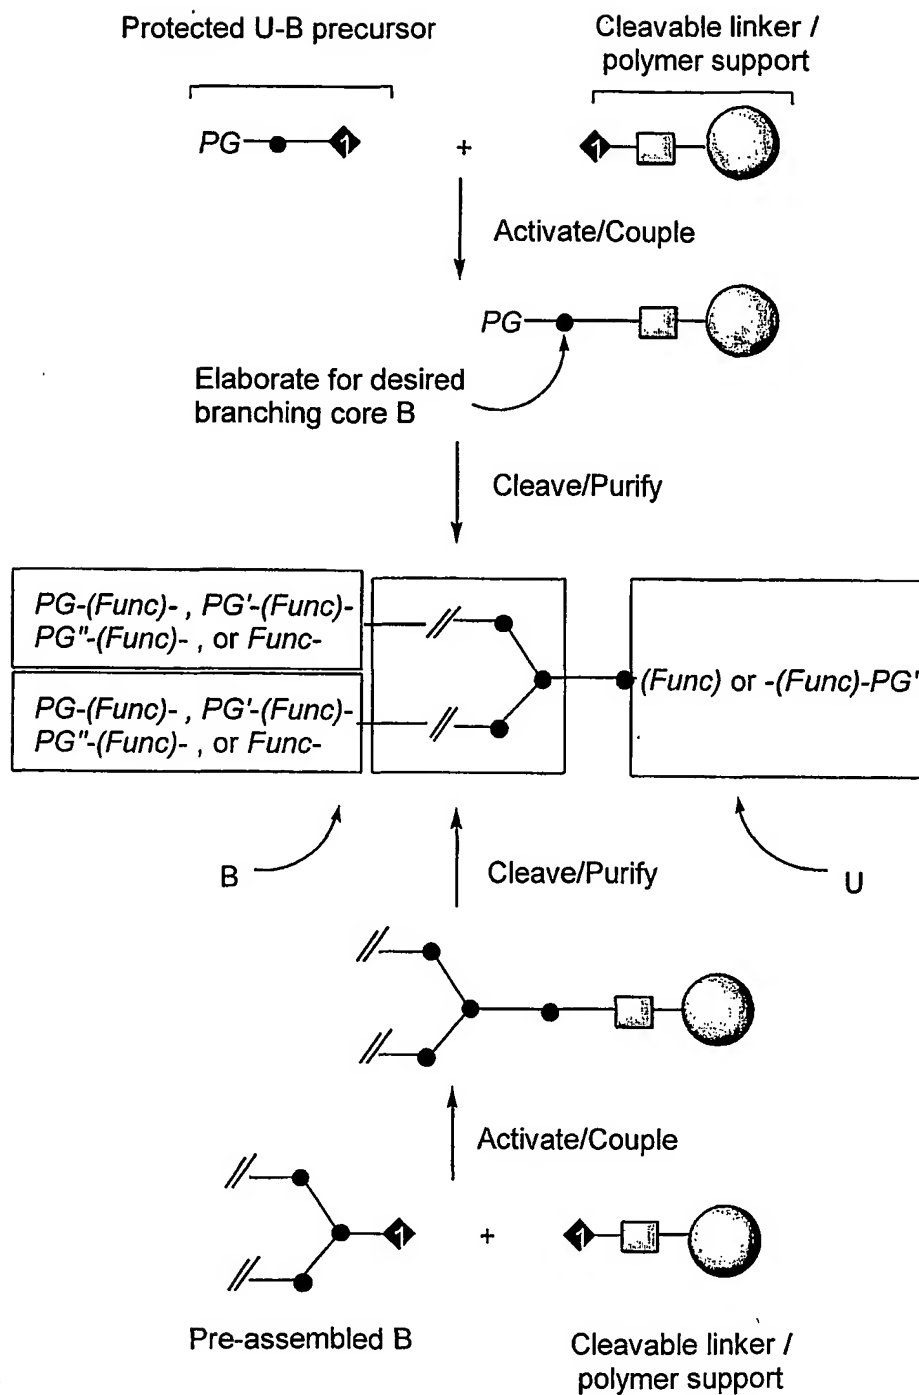 Protected U-B precursor
Cleavable linker /
polymer support
PG
1
+
1
Activate/Couple
PG
Elaborate for desired
branching core B
Cleave/Purify
PG-(Func)- , PG'-(Func)-
PG"-(Func)- , or Func-
(Func) or -(Func)-PG'
PG-(Func)- , PG'-(Func)-
PG"-(Func)- , or Func-
B
Cleave/Purify
U
Activate/Couple
1
+
1
Pre-assembled B
Cleavable linker /
polymer support